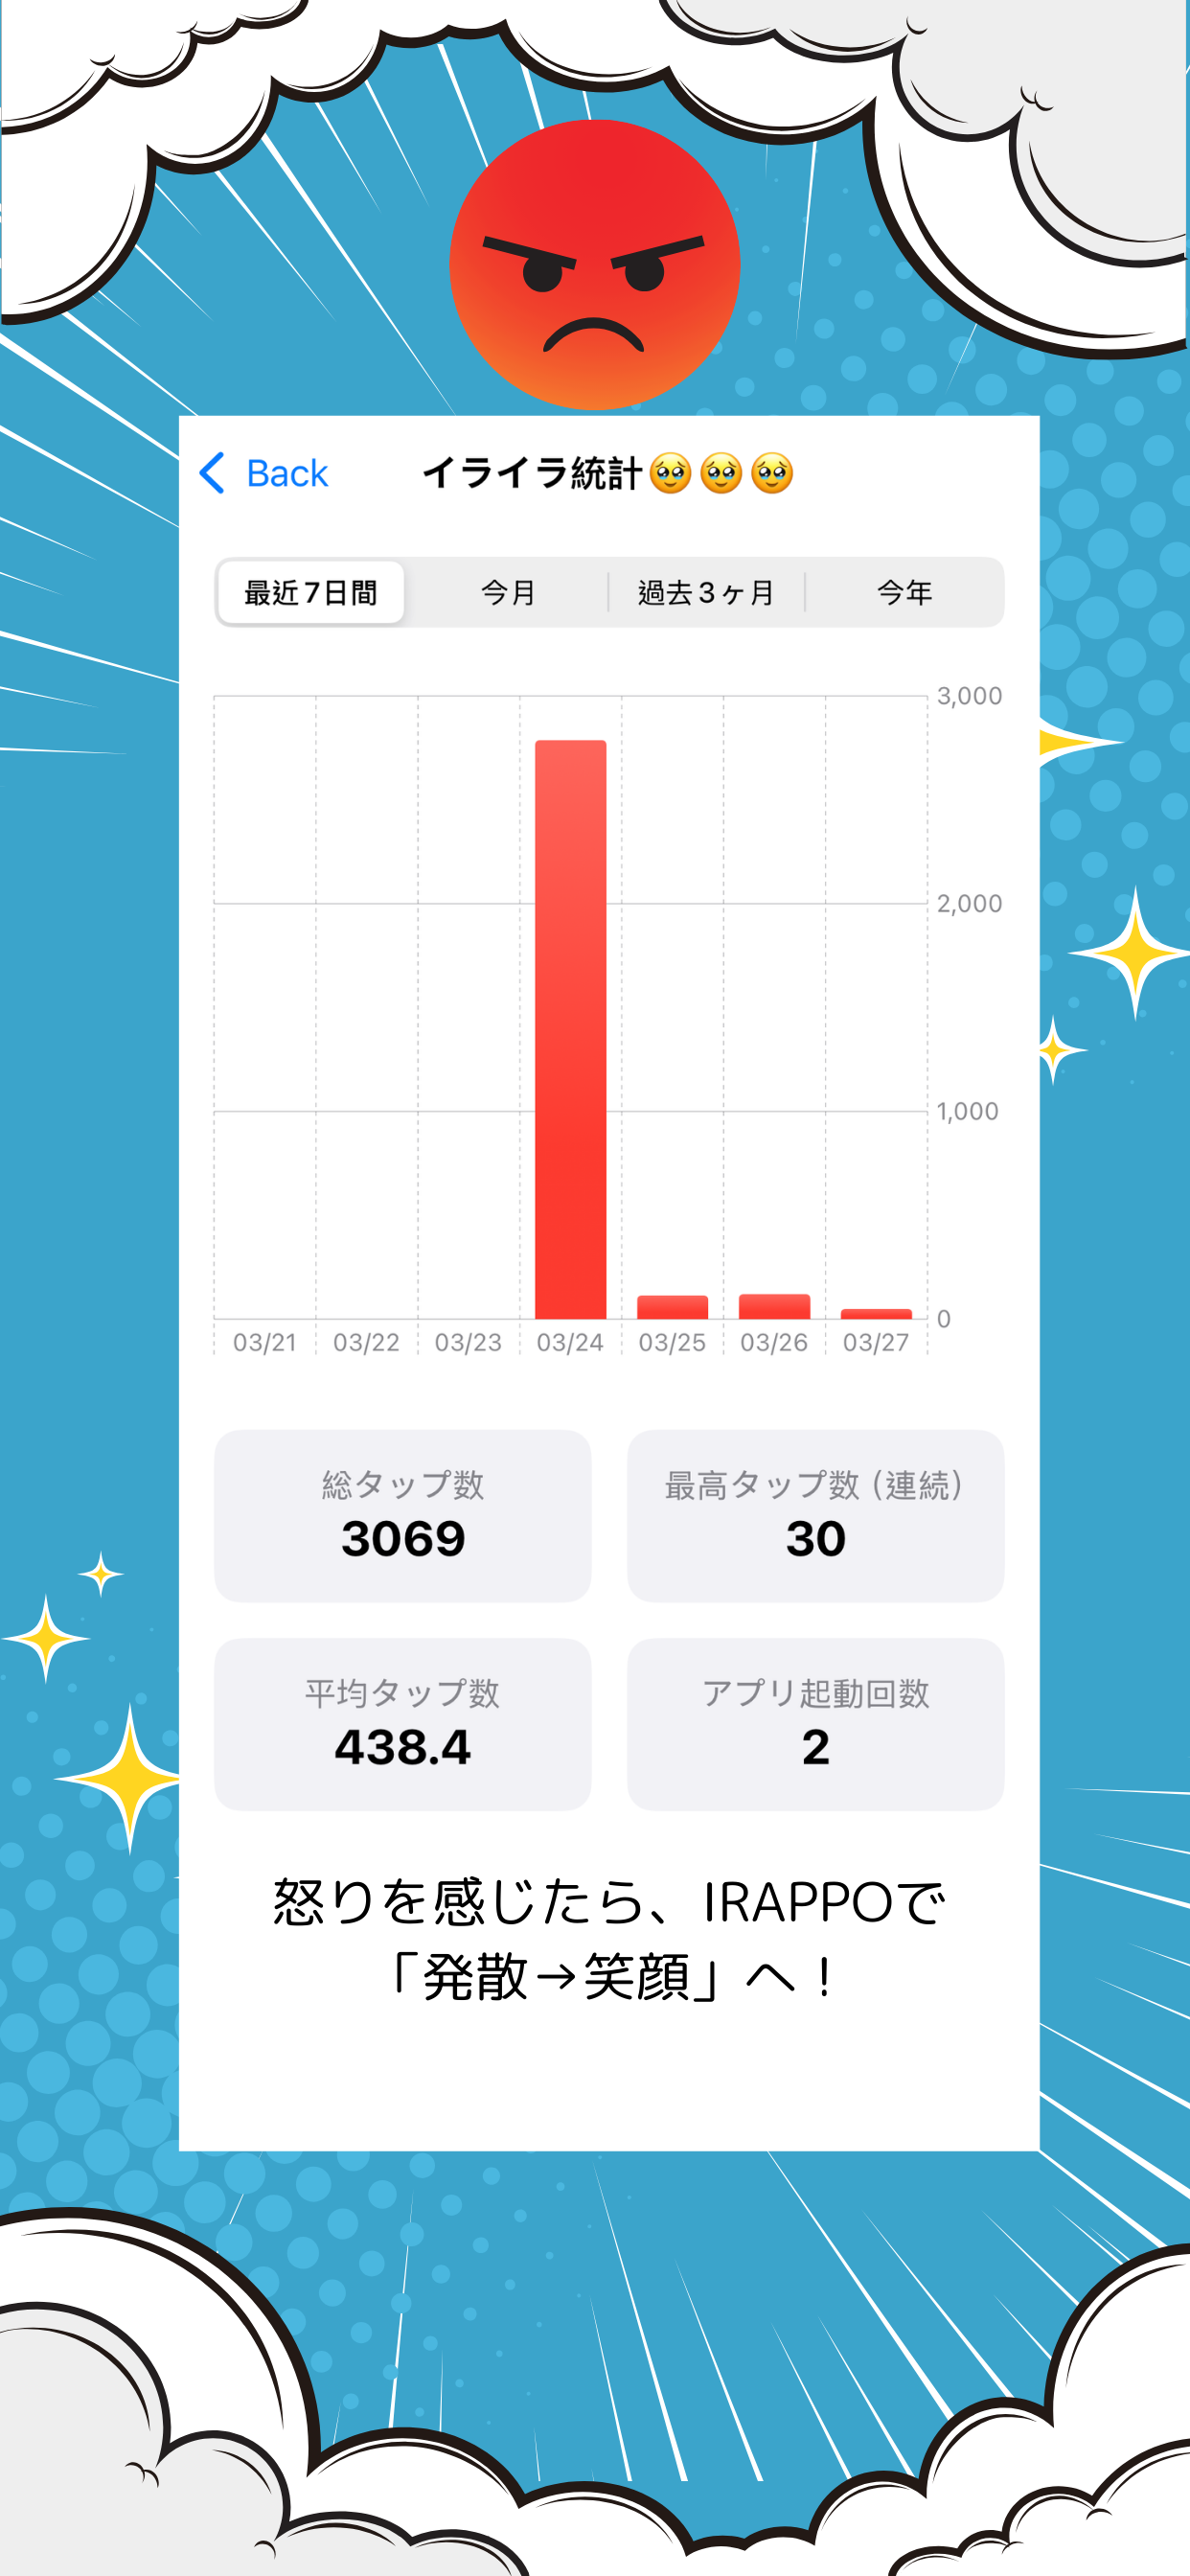 Back
イライラ統計🥹🥹🥹
最近7日間
今月
過去3ヶ月
今年
3,000
2,000
1,000
0
03/21 03/22 03/23 03/24 03/25 03/26 03/27
総タップ数
3069
最高タップ数（連続）
30
平均タップ数
438.4
アプリ起動回数
2
怒りを感じたら、IRAPPOで
「発散→笑顔」へ！